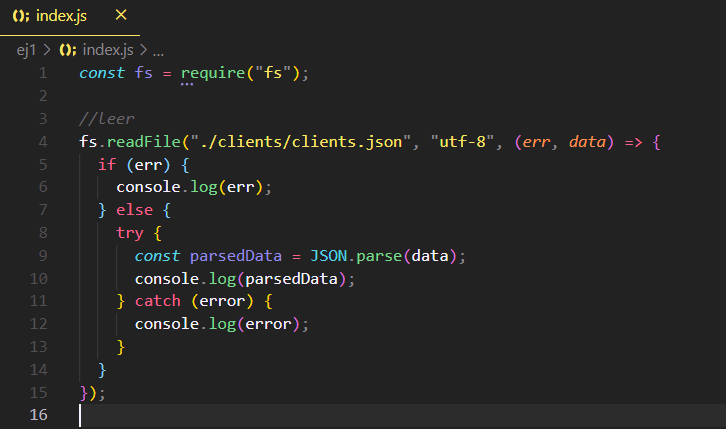 index.js
ej1 > index.js > ...
1 const fs = require("fs");
2
3 //leer
4 fs.readFile("./clients/clients.json", "utf-8", (err, data) => {
5 if (err) {
6 console.log(err);
7 } else {
8 try {
9 const parsedData = JSON.parse(data);
10 console.log(parsedData);
11 } catch (error) {
12 console.log(error);
13 }
14 }
15 });
16